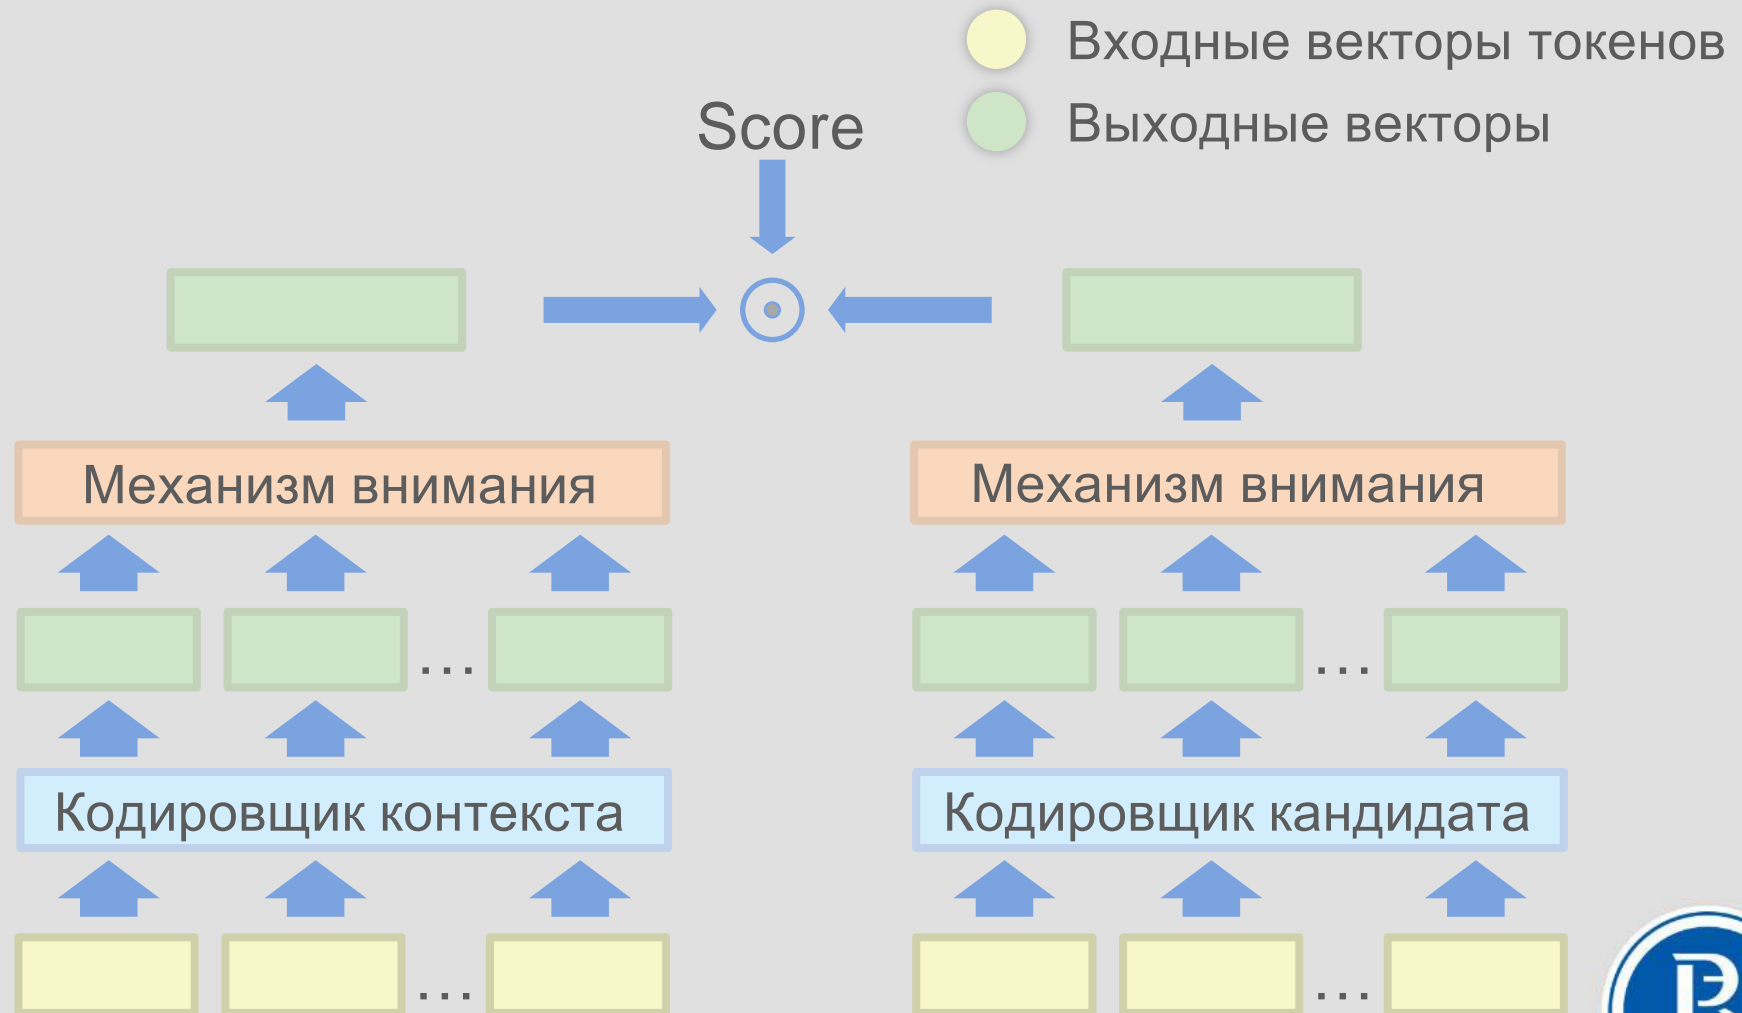 Входные векторы токенов
Выходные векторы
Score
Механизм внимания
Механизм внимания
...
...
Кодировщик контекста
Кодировщик кандидата
...
...